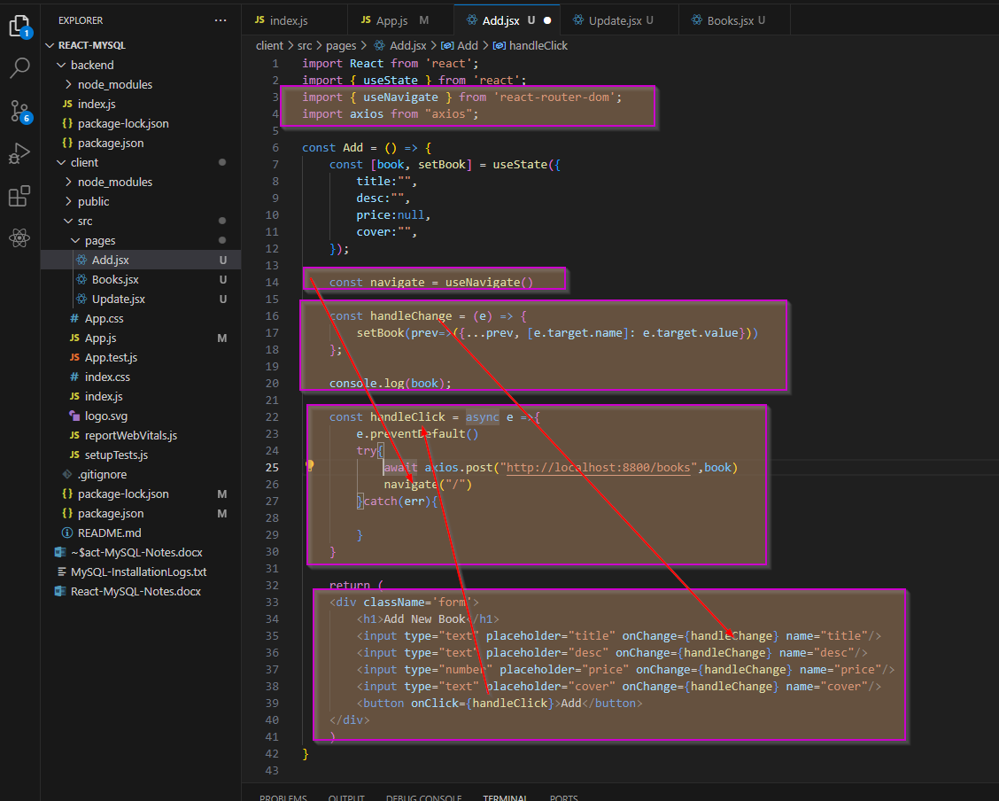 EXPLORER
REACT-MYSQL
backend
node_modules
JS index.js
{} package-lock.json
{} package.json
client
node_modules
public
src
pages
Add.jsx U
Books.jsx U
Update.jsx U
# App.css
JS App.js M
JS App.test.js
# index.css
JS index.js
logo.svg
JS reportWebVitals.js
JS setupTests.js
.gitignore
{} package-lock.json M
{} package.json M
README.md
~$act-MySQL-Notes.docx
MySQL-InstallationLogs.txt
React-MySQL-Notes.docx
1
6
JS index.js JS App.js M Add.jsx U Update.jsx U Books.jsx U
client > src > pages > Add.jsx > Add > handleClick
1 import React from 'react';
2 import { useState } from 'react';
3 import { useNavigate } from 'react-router-dom';
4 import axios from "axios";
5
6 const Add = () => {
7 const [book, setBook] = useState({
8 title:"",
9 desc:"",
10 price:null,
11 cover:"",
12 });
13
14 const navigate = useNavigate()
15
16 const handleChange = (e) => {
17 setBook(prev=>({...prev, [e.target.name]: e.target.value}))
18 };
19
20 console.log(book);
21
22 const handleClick = async e =>{
23 e.preventDefault()
24 try{
25 await axios.post("http://localhost:8800/books",book)
26 navigate("/")
27 }catch(err){
28
29 }
30 }
31
32 return (
33 <div className='form'>
34 <h1>Add New Book</h1>
35 <input type="text" placeholder="title" onChange={handleChange} name="title"/>
36 <input type="text" placeholder="desc" onChange={handleChange} name="desc"/>
37 <input type="number" placeholder="price" onChange={handleChange} name="price"/>
38 <input type="text" placeholder="cover" onChange={handleChange} name="cover"/>
39 <button onClick={handleClick}>Add</button>
40 </div>
41 )
42 }
43
PROBLEMS OUTPUT DEBUG CONSOLE TERMINAL PORTS